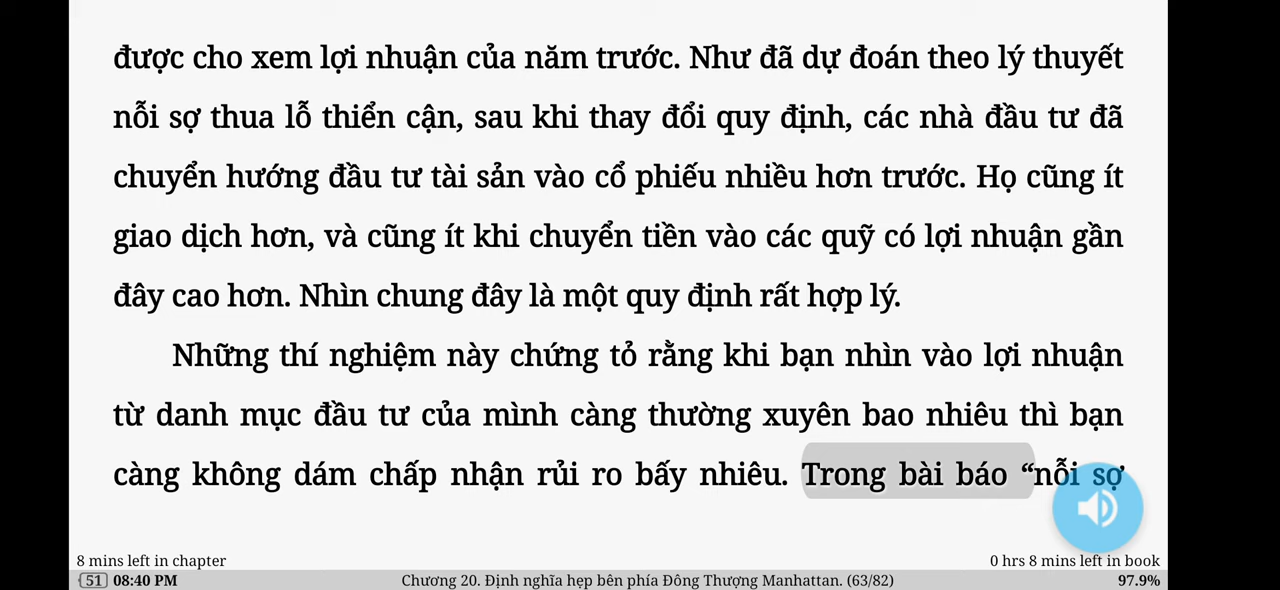 được cho xem lợi nhuận của năm trước. Như đã dự đoán theo lý thuyết
nỗi sợ thua lỗ thiển cận, sau khi thay đổi quy định, các nhà đầu tư đã
chuyển hướng đầu tư tài sản vào cổ phiếu nhiều hơn trước. Họ cũng ít
giao dịch hơn, và cũng ít khi chuyển tiền vào các quỹ có lợi nhuận gần
đây cao hơn. Nhìn chung đây là một quy định rất hợp lý.
Những thí nghiệm này chứng tỏ rằng khi bạn nhìn vào lợi nhuận
từ danh mục đầu tư của mình càng thường xuyên bao nhiêu thì bạn
càng không dám chấp nhận rủi ro bấy nhiêu. Trong bài báo “nỗi sợ
8 mins left in chapter 0 hrs 8 mins left in book
51 08:40 PM Chương 20. Định nghĩa hẹp bên phía Đông Thượng Manhattan. (63/82) 97.9%